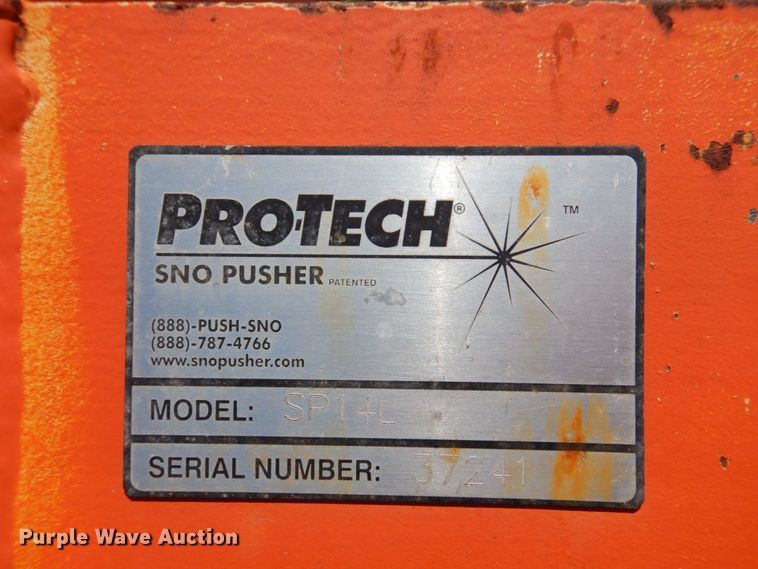 PRO-TECH® ™
SNO PUSHER PATENTED
(888)-PUSH-SNO
(888)-787-4766
www.snopusher.com
MODEL: SP14L
SERIAL NUMBER: 37241
Purple Wave Auction